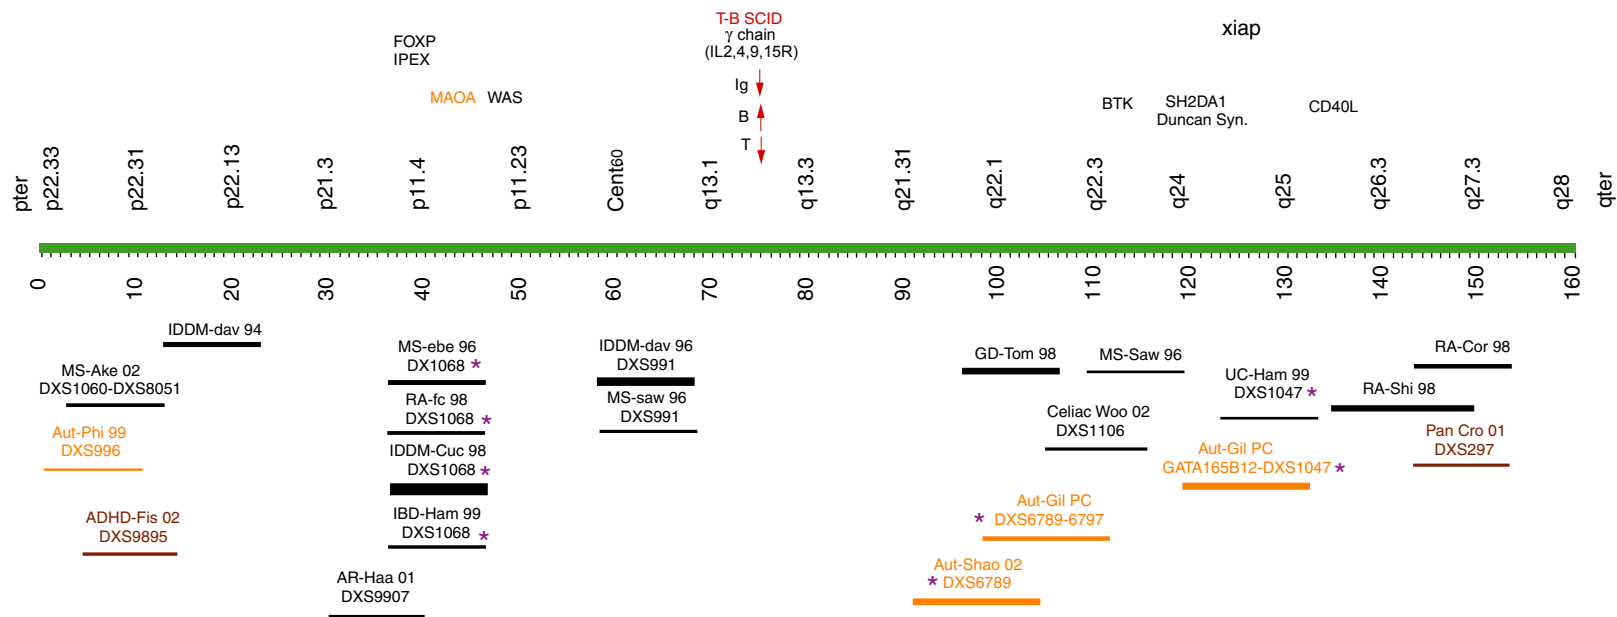 T-B SCID
γ chain
(IL2,4,9,15R)
Ig
B
T
FOXP
IPEX
MAOA WAS
xiap
BTK
SH2DA1
Duncan Syn.
CD40L
pter
p22.33
p22.31
p22.13
p21.3
p11.4
p11.23
Cent60
q13.1
q13.3
q21.31
q22.1
q22.3
q24
q25
q26.3
q27.3
q28
qter
0
10
20
30
40
50
60
70
80
90
100
110
120
130
140
150
160
IDDM-dav 94
MS-Ake 02
DXS1060-DXS8051
Aut-Phi 99
DXS996
ADHD-Fis 02
DXS9895
MS-ebe 96
DX1068 *
RA-fc 98
DXS1068 *
IDDM-Cuc 98
DXS1068 *
IBD-Ham 99
DXS1068 *
AR-Haa 01
DXS9907
IDDM-dav 96
DXS991
MS-saw 96
DXS991
GD-Tom 98
MS-Saw 96
Celiac Woo 02
DXS1106
UC-Ham 99
DXS1047 *
Aut-Gil PC
GATA165B12-DXS1047 *
Aut-Gil PC
* DXS6789-6797
Aut-Shao 02
* DXS6789
RA-Cor 98
RA-Shi 98
Pan Cro 01
DXS297